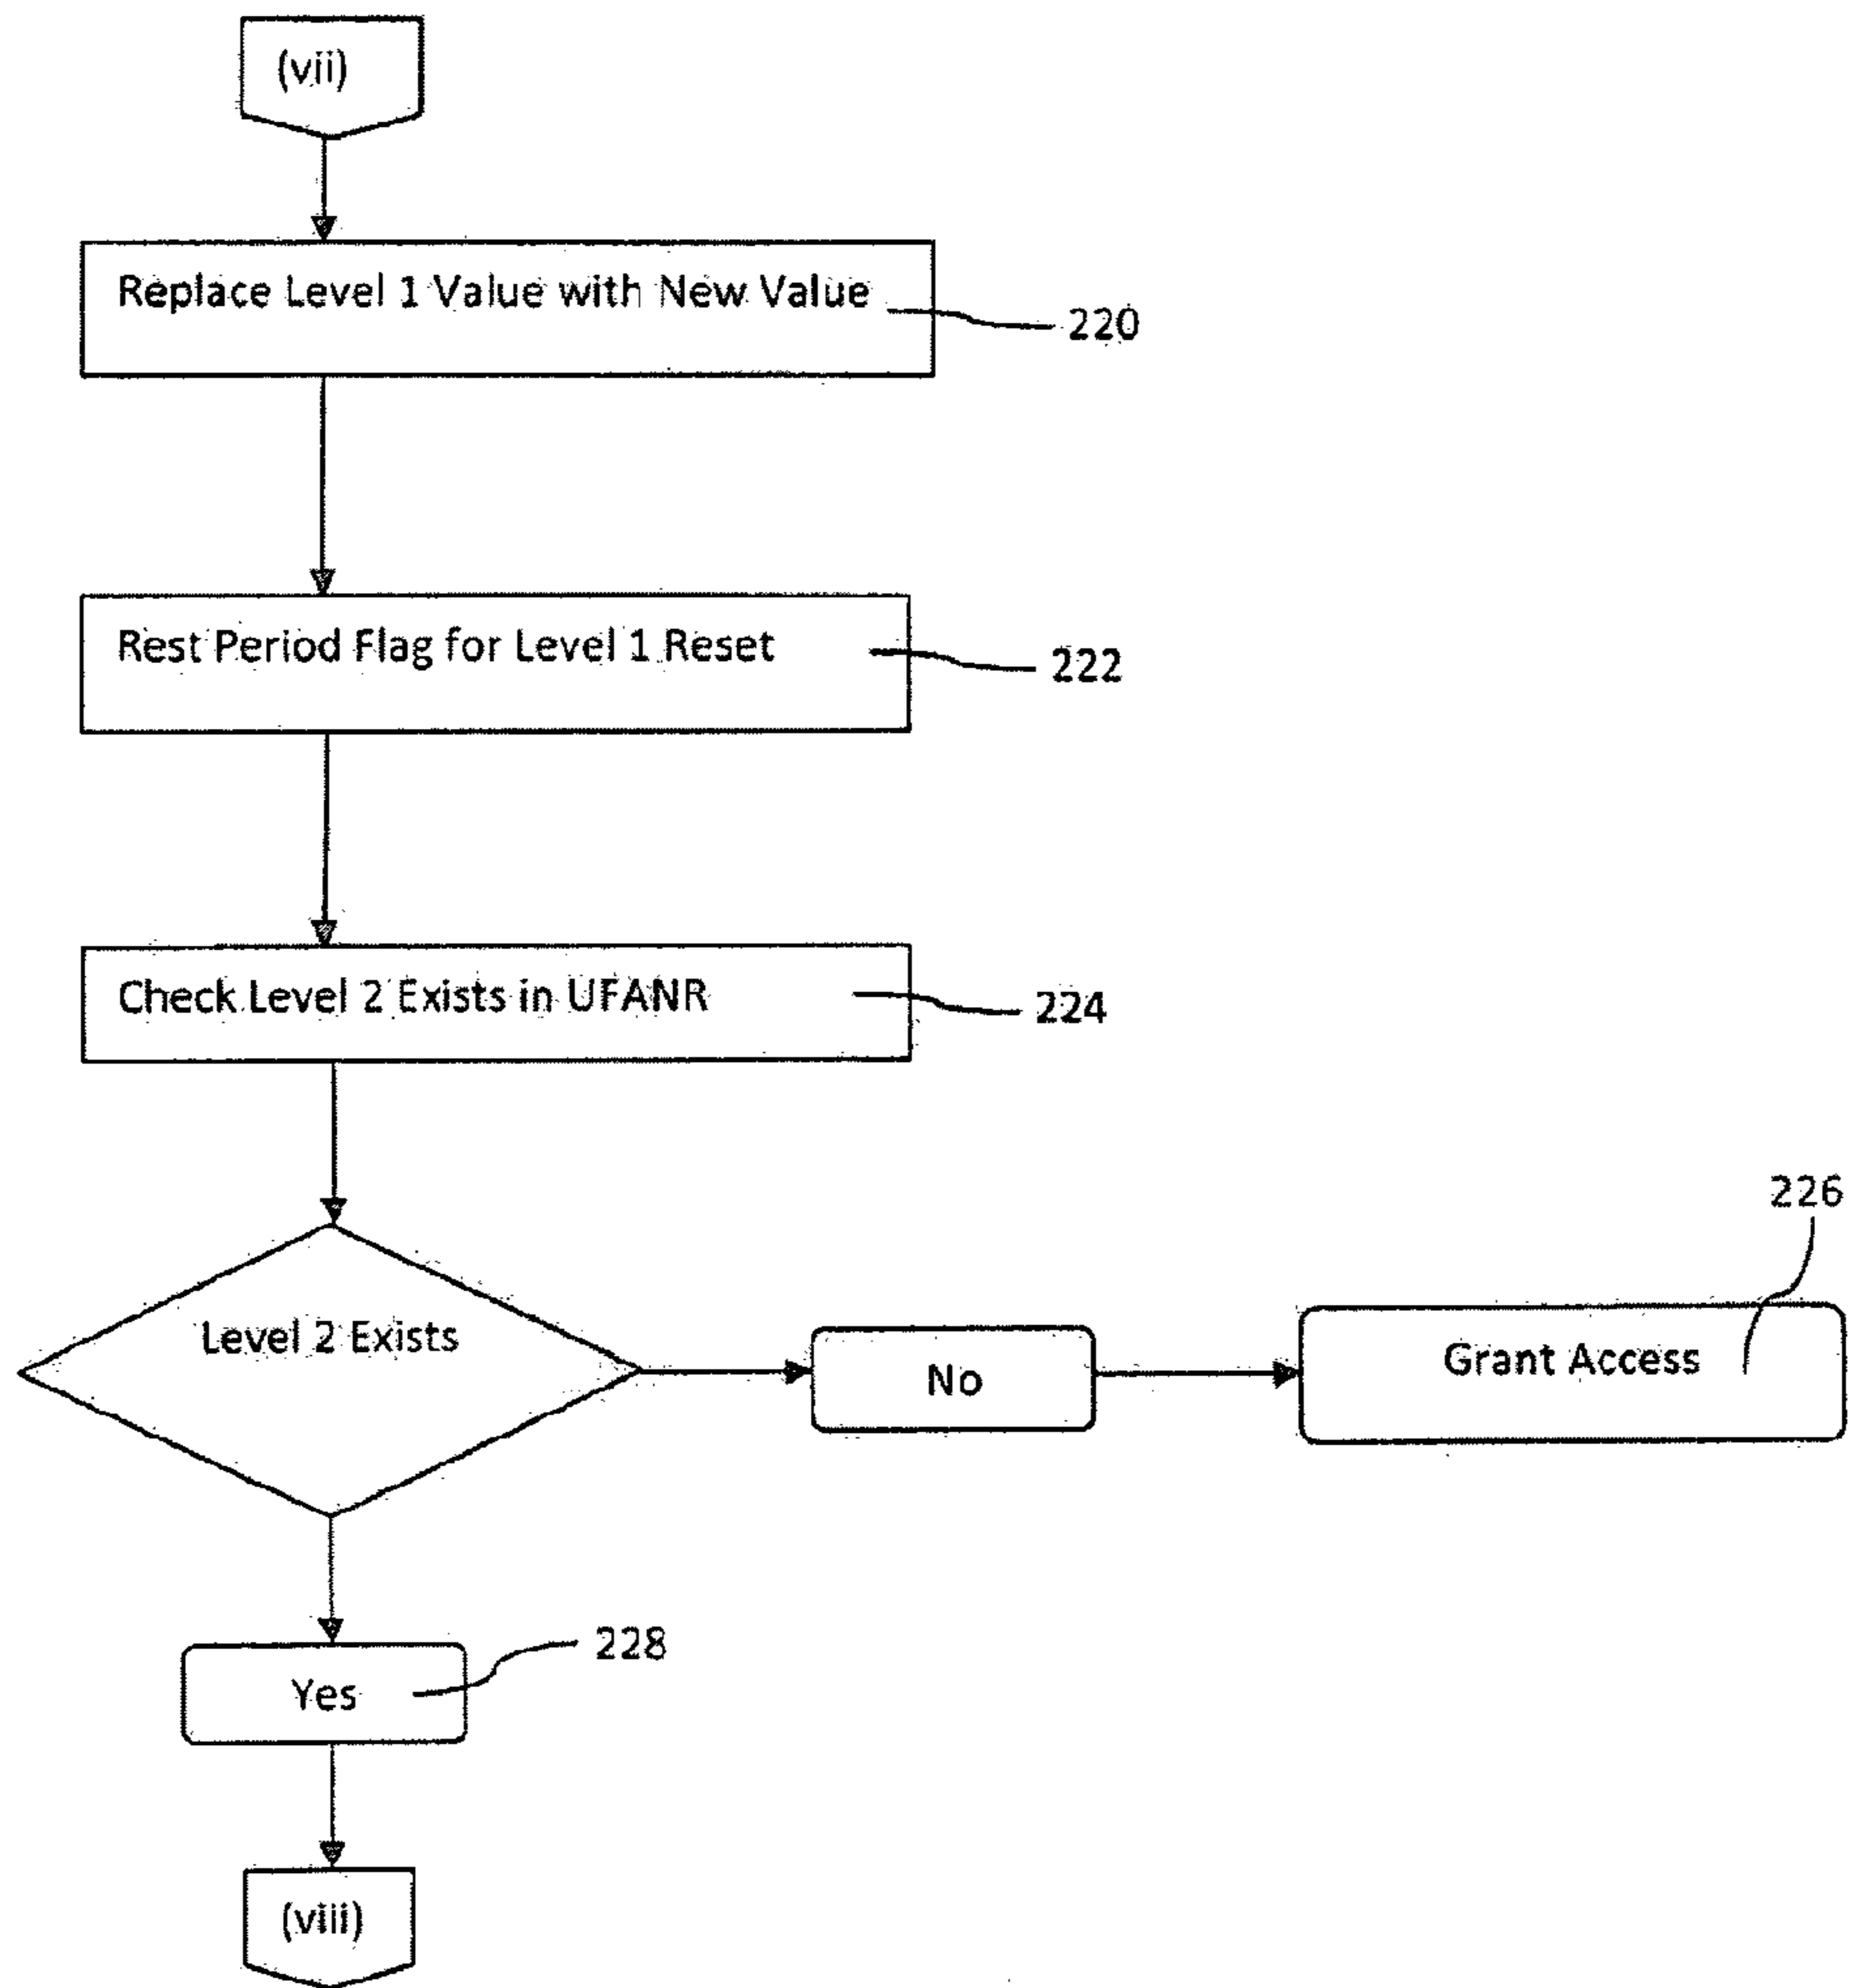 (vii)
Replace Level 1 Value with New Value
220
Rest Period Flag for Level 1 Reset
222
Check Level 2 Exists in UFANR
224
226
Level 2 Exists
No
Grant Access
228
Yes
(viii)